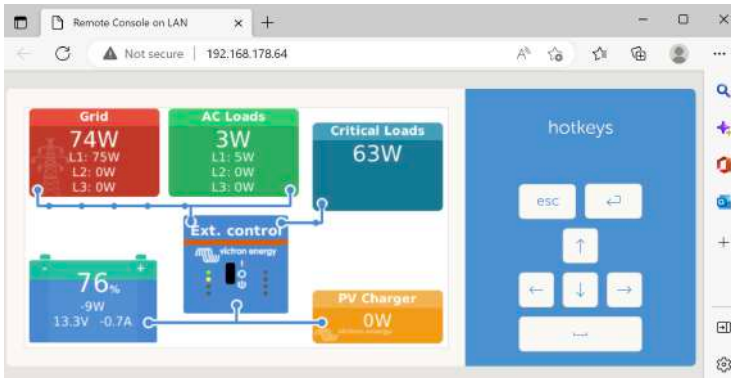 Remote Console on LAN
Not secure
192.168.178.64
Grid
74W
L1: 75W
L2: 0W
L3: 0W
AC Loads
3W
L1: 5W
L2: 0W
L3: 0W
Critical Loads
63W
Ext. control
victron energy
76%
-9W
13.3V -0.7A
PV Charger
0W
victron energy
hotkeys
esc